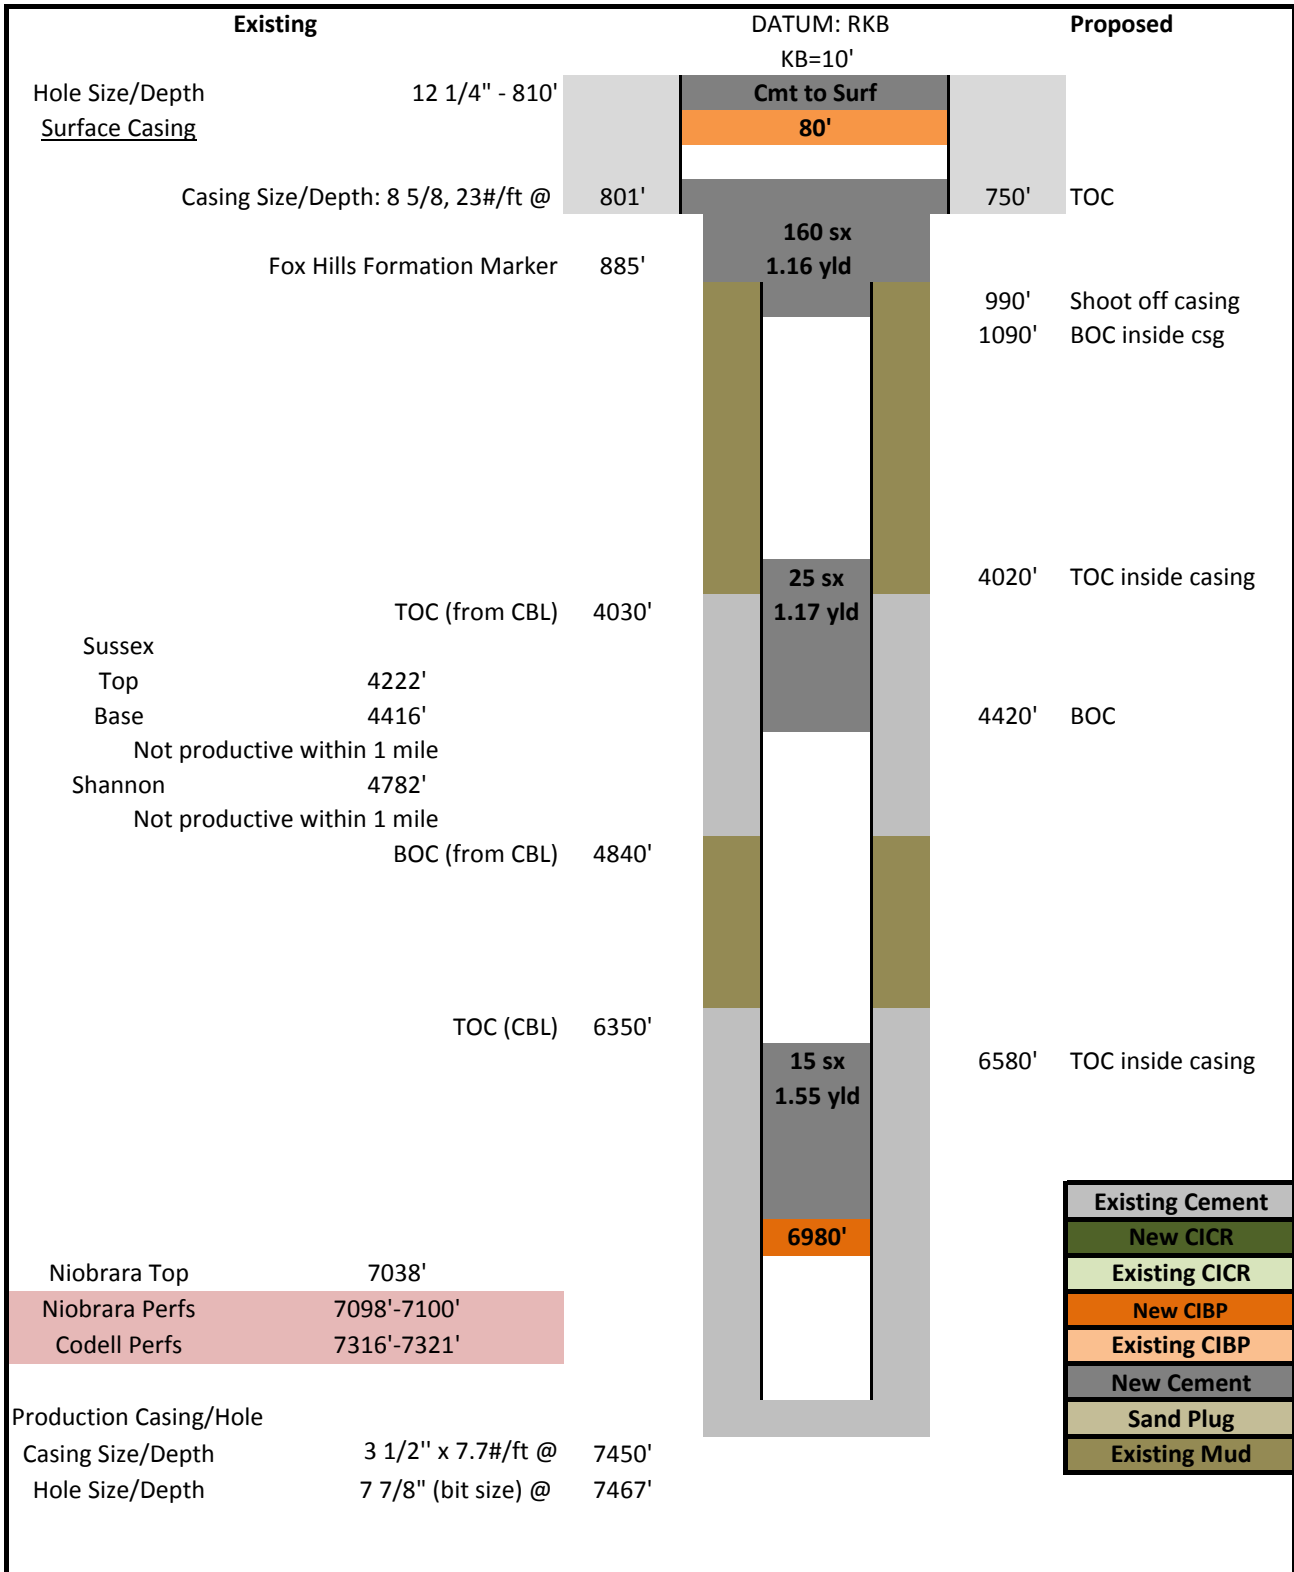 Existing DATUM: RKB Proposed
KB=10'
Hole Size/Depth 12 1/4" - 810' Cmt to Surf
Surface Casing 80'
Casing Size/Depth: 8 5/8, 23#/ft @ 801' 750' TOC
160 sx
Fox Hills Formation Marker 885' 1.16 yld
990' Shoot off casing
1090' BOC inside csg
25 sx 4020' TOC inside casing
TOC (from CBL) 4030' 1.17 yld
Sussex
Top 4222'
Base 4416' 4420' BOC
Not productive within 1 mile
Shannon 4782'
Not productive within 1 mile
BOC (from CBL) 4840'
TOC (CBL) 6350'
15 sx 6580' TOC inside casing
1.55 yld
Existing Cement
6980' New CICR
Niobrara Top 7038' Existing CICR
Niobrara Perfs 7098'-7100' New CIBP
Codell Perfs 7316'-7321' Existing CIBP
New Cement
Production Casing/Hole Sand Plug
Casing Size/Depth 3 1/2'' x 7.7#/ft @ 7450' Existing Mud
Hole Size/Depth 7 7/8" (bit size) @ 7467'